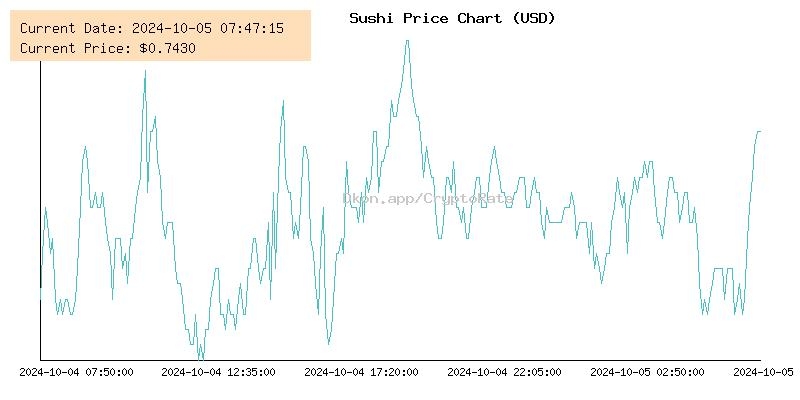 Sushi Price Chart (USD)
Current Date: 2024-10-05 07:47:15
Current Price: $0.7430
Dkon.app/CryptoRate
2024-10-04 07:50:00
2024-10-04 12:35:00
2024-10-04 17:20:00
2024-10-04 22:05:00
2024-10-05 02:50:00
2024-10-05